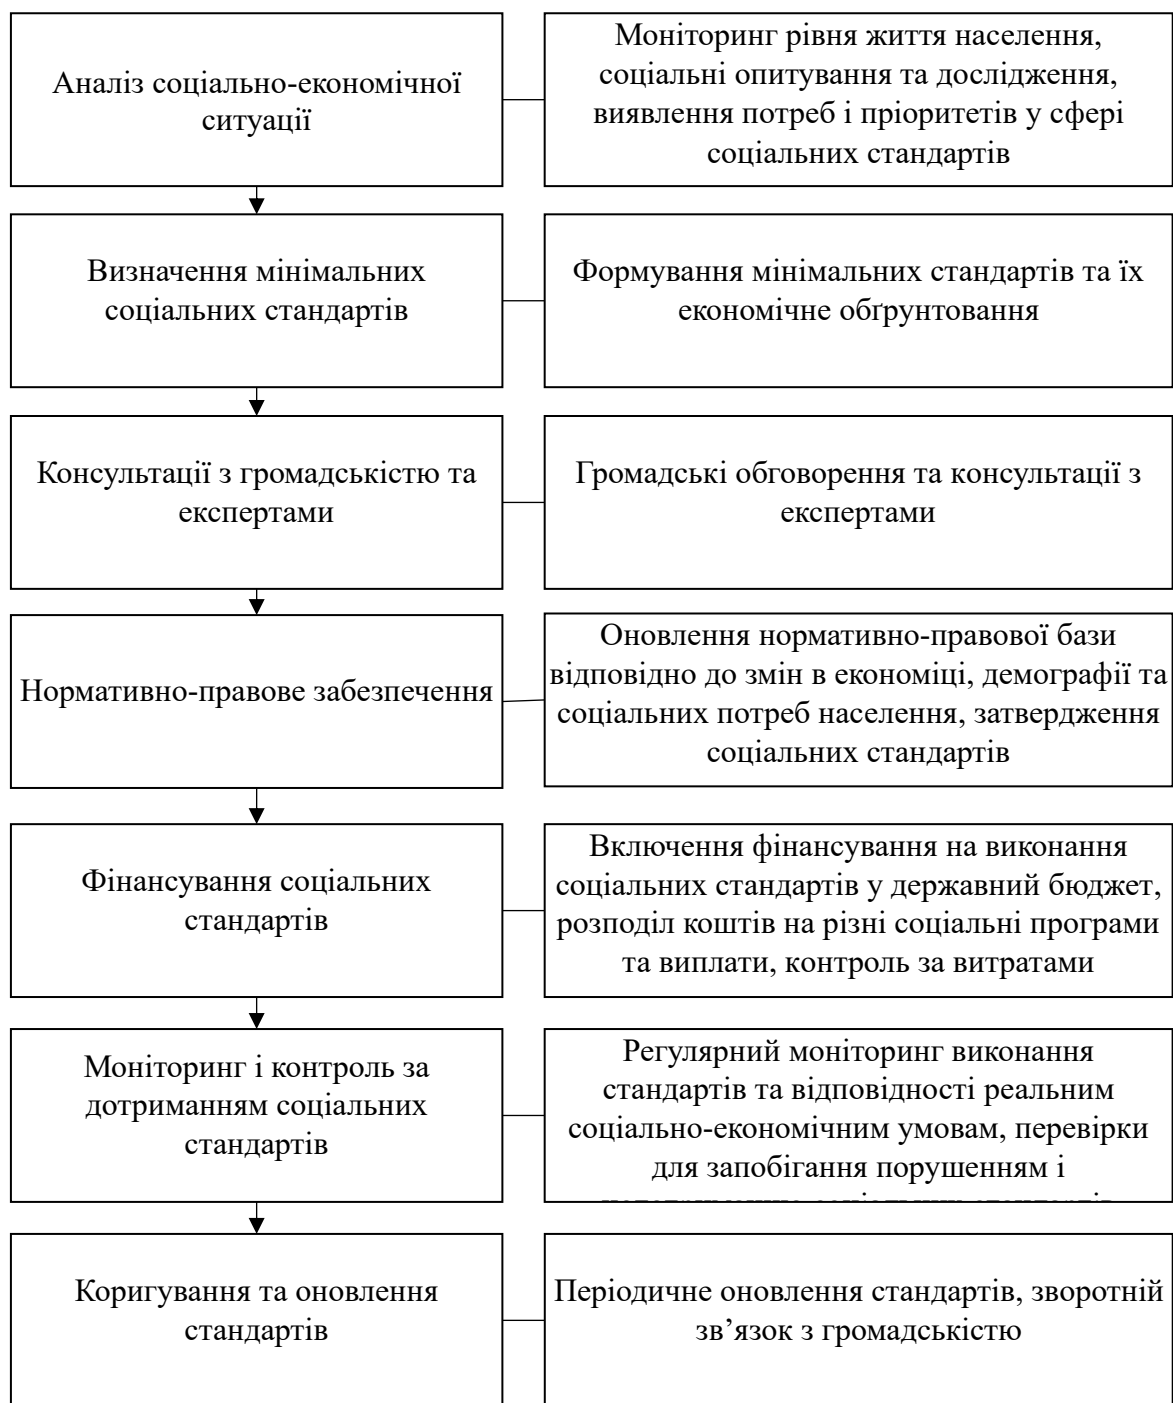 Аналіз соціально-економічної
ситуації
Моніторинг рівня життя населення,
соціальні опитування та дослідження,
виявлення потреб і пріоритетів у сфері
соціальних стандартів
Визначення мінімальних
соціальних стандартів
Формування мінімальних стандартів та їх
економічне обґрунтовання
Консультації з громадськістю та
експертами
Громадські обговорення та консультації з
експертами
Нормативно-правове забезпечення
Оновлення нормативно-правової бази
відповідно до змін в економіці, демографії та
соціальних потреб населення, затвердження
соціальних стандартів
Фінансування соціальних
стандартів
Включення фінансування на виконання
соціальних стандартів у державний бюджет,
розподіл коштів на різні соціальні програми
та виплати, контроль за витратами
Моніторинг і контроль за
дотриманням соціальних
стандартів
Регулярний моніторинг виконання
стандартів та відповідності реальним
соціально-економічним умовам, перевірки
для запобігання порушенням і
Коригування та оновлення
стандартів
Періодичне оновлення стандартів, зворотній
зв’язок з громадськістю